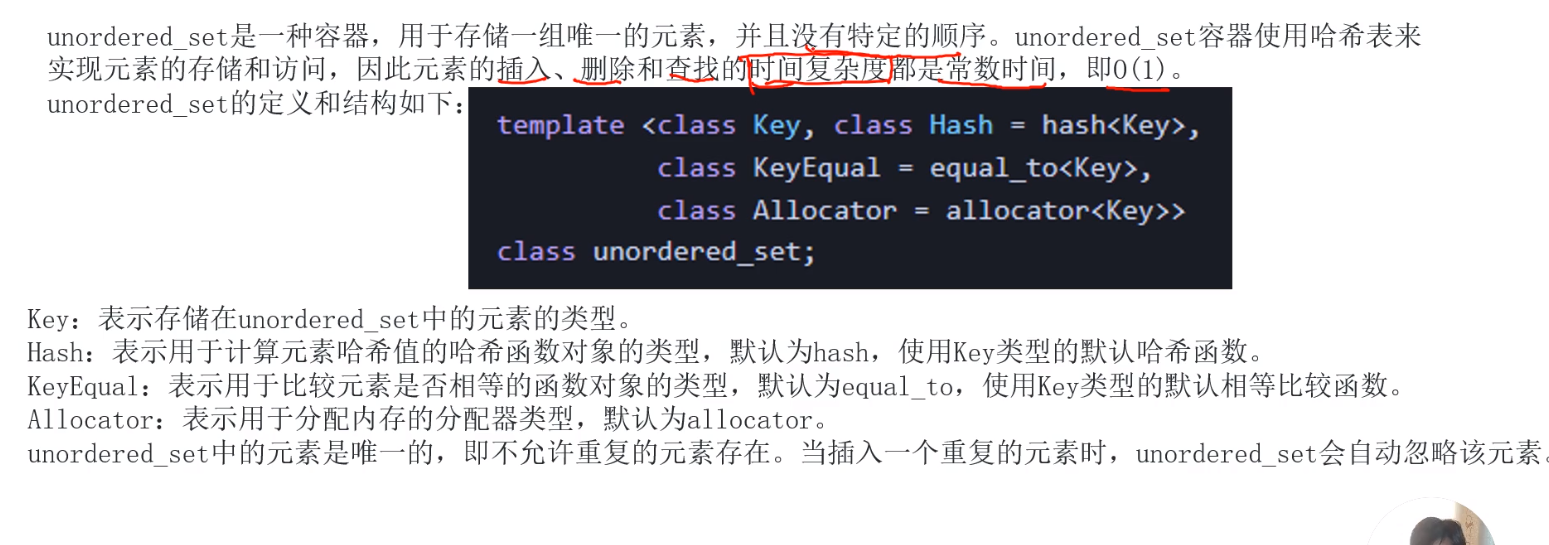 unordered_set是一种容器，用于存储一组唯一的元素，并且没有特定的顺序。unordered_set容器使用哈希表来
实现元素的存储和访问，因此元素的插入、删除和查找的时间复杂度都是常数时间，即O(1)。
unordered_set的定义和结构如下：
template <class Key, class Hash = hash<Key>,
class KeyEqual = equal_to<Key>,
class Allocator = allocator<Key>>
class unordered_set;
Key：表示存储在unordered_set中的元素的类型。
Hash：表示用于计算元素哈希值的哈希函数对象的类型，默认为hash，使用Key类型的默认哈希函数。
KeyEqual：表示用于比较元素是否相等的函数对象的类型，默认为equal_to，使用Key类型的默认相等比较函数。
Allocator：表示用于分配内存的分配器类型，默认为allocator。
unordered_set中的元素是唯一的，即不允许重复的元素存在。当插入一个重复的元素时，unordered_set会自动忽略该元素。